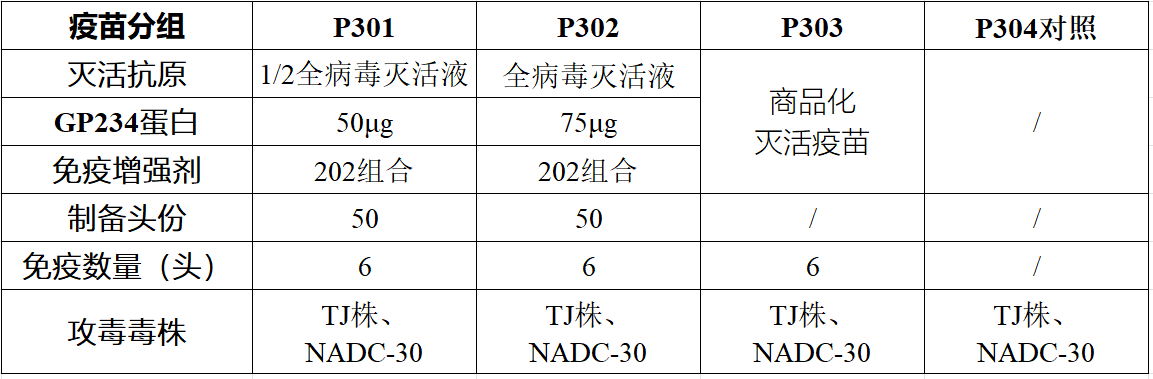 疫苗分组 P301 P302 P303 P304对照
灭活抗原 1/2全病毒灭活液 全病毒灭活液 商品化
灭活疫苗 /
GP234蛋白 50μg 75μg
免疫增强剂 202组合 202组合
制备头份 50 50 / /
免疫数量（头） 6 6 6 /
攻毒毒株 TJ株、
NADC-30 TJ株、
NADC-30 TJ株、
NADC-30 TJ株、
NADC-30